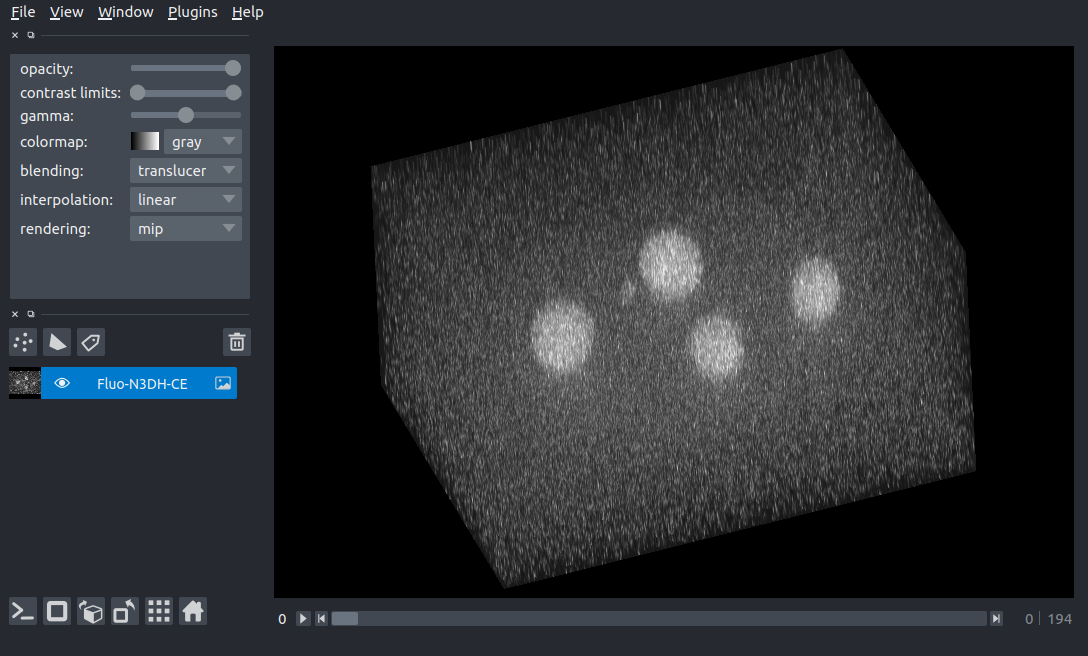 File View Window Plugins Help
opacity:
contrast limits:
gamma:
colormap: gray
blending: translucer
interpolation: linear
rendering: mip
Fluo-N3DH-CE
0 0 194